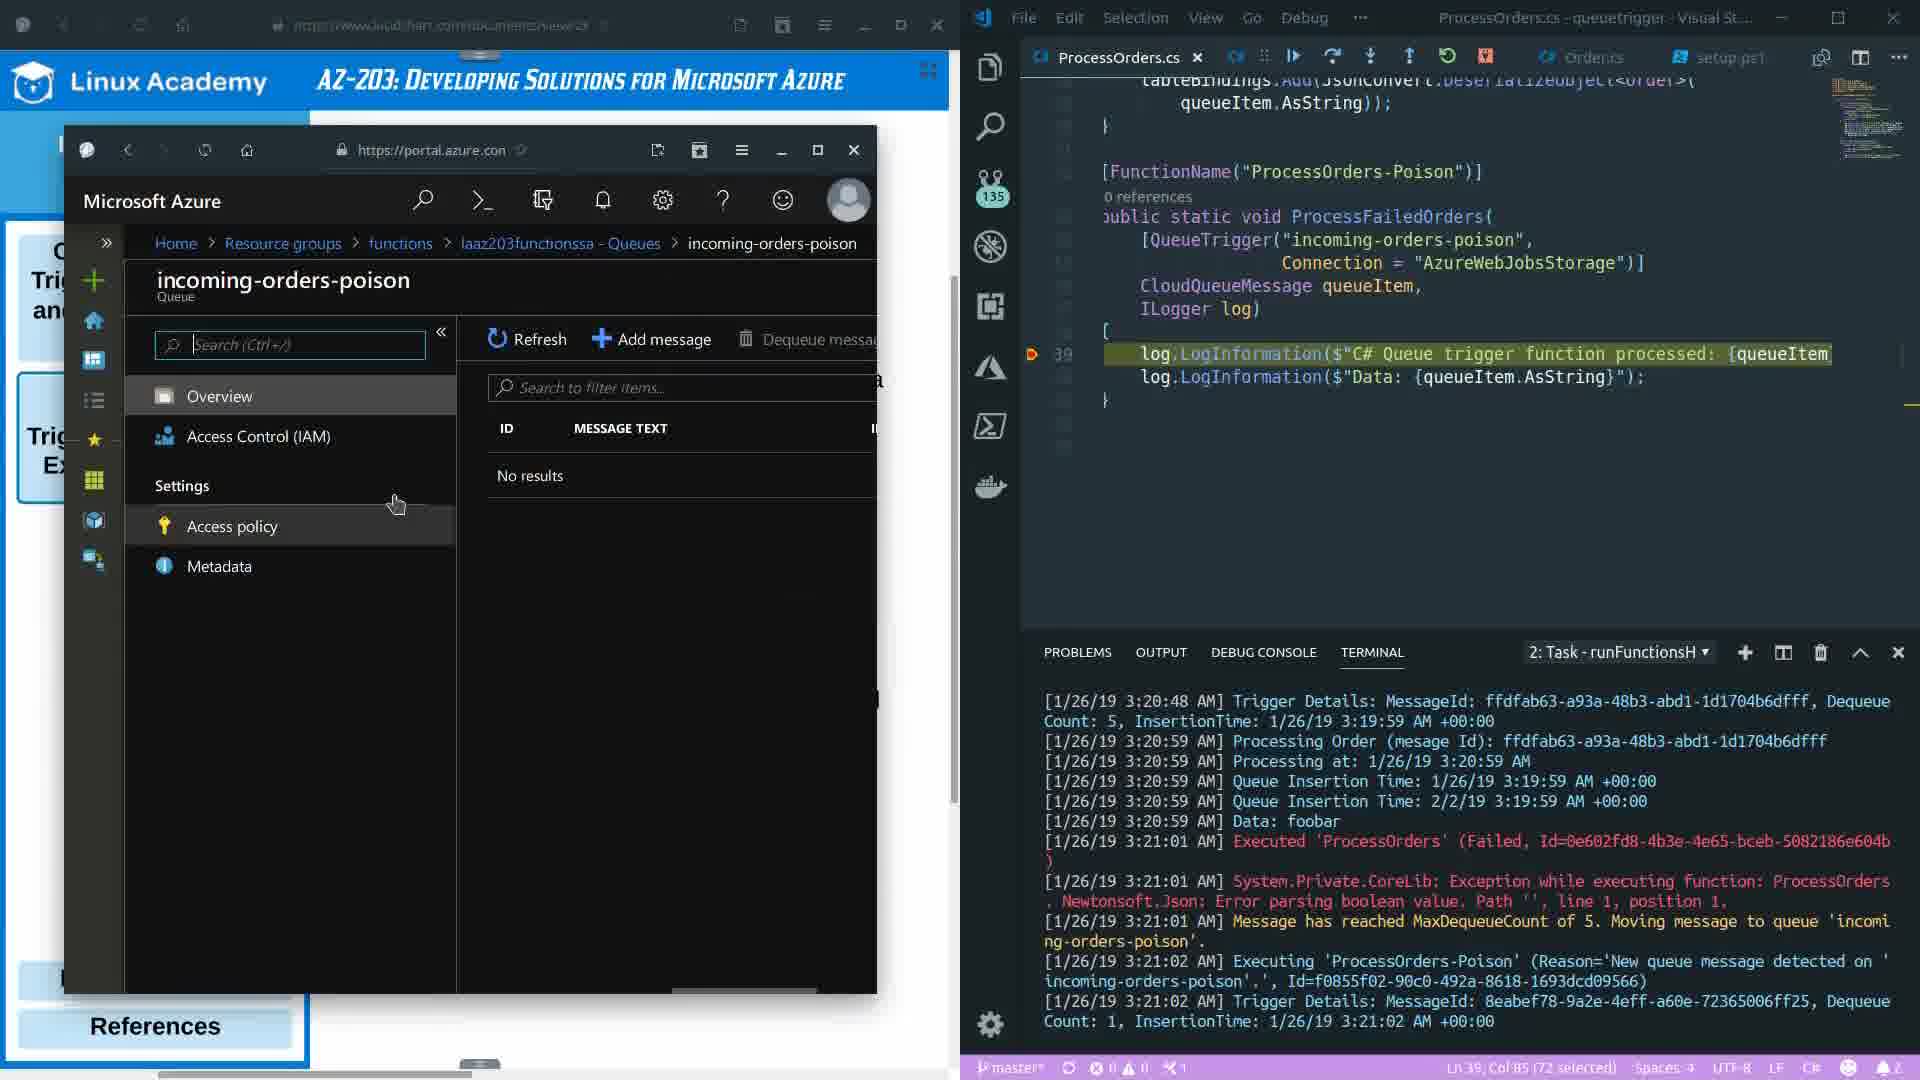 https://www.lucidchart.com/documents/view/2
Linux Academy
AZ-203: Developing Solutions for Microsoft Azure
Trig
and
Trig
Ex
References
https://portal.azure.con
Microsoft Azure
Home > Resource groups > functions > laaz203functionssa - Queues > incoming-orders-poison
incoming-orders-poison
Queue
Search (Ctrl+/)
Overview
Access Control (IAM)
Settings
Access policy
Metadata
Refresh
Add message
Dequeue messa
Search to filter items...
ID
MESSAGE TEXT
No results
File Edit Selection View Go Debug ···
ProcessOrders.cs - queuetrigger - Visual St...
ProcessOrders.cs
Order.cs
setup.ps1
135
tableBindings.Add(JsonConvert.DeserializeObject<Order>(
queueItem.AsString));
}
[FunctionName("ProcessOrders-Poison")]
0 references
public static void ProcessFailedOrders(
[QueueTrigger("incoming-orders-poison",
Connection = "AzureWebJobsStorage")]
CloudQueueMessage queueItem,
ILogger log)
{
39 log.LogInformation($"C# Queue trigger function processed: {queueItem
log.LogInformation($"Data: {queueItem.AsString}");
}
PROBLEMS OUTPUT DEBUG CONSOLE TERMINAL
2: Task - runFunctionsH
[1/26/19 3:20:48 AM] Trigger Details: MessageId: ffdfab63-a93a-48b3-abd1-1d1704b6dfff, Dequeue
Count: 5, InsertionTime: 1/26/19 3:19:59 AM +00:00
[1/26/19 3:20:59 AM] Processing Order (mesage Id): ffdfab63-a93a-48b3-abd1-1d1704b6dfff
[1/26/19 3:20:59 AM] Processing at: 1/26/19 3:20:59 AM
[1/26/19 3:20:59 AM] Queue Insertion Time: 1/26/19 3:19:59 AM +00:00
[1/26/19 3:20:59 AM] Queue Insertion Time: 2/2/19 3:19:59 AM +00:00
[1/26/19 3:20:59 AM] Data: foobar
[1/26/19 3:21:01 AM] Executed 'ProcessOrders' (Failed, Id=0e602fd8-4b3e-4e65-bceb-5082186e604b
)
[1/26/19 3:21:01 AM] System.Private.CoreLib: Exception while executing function: ProcessOrders
. Newtonsoft.Json: Error parsing boolean value. Path '', line 1, position 1.
[1/26/19 3:21:01 AM] Message has reached MaxDequeueCount of 5. Moving message to queue 'incomi
ng-orders-poison'.
[1/26/19 3:21:02 AM] Executing 'ProcessOrders-Poison' (Reason='New queue message detected on '
incoming-orders-poison'.', Id=f0855f02-90c0-492a-8618-1693dcd09566)
[1/26/19 3:21:02 AM] Trigger Details: MessageId: 8eabef78-9a2e-4eff-a60e-72365006ff25, Dequeue
Count: 1, InsertionTime: 1/26/19 3:21:02 AM +00:00
master* 0 0 1
Ln 39, Col 85 (72 selected) Spaces: 4 UTF-8 LF C# 2